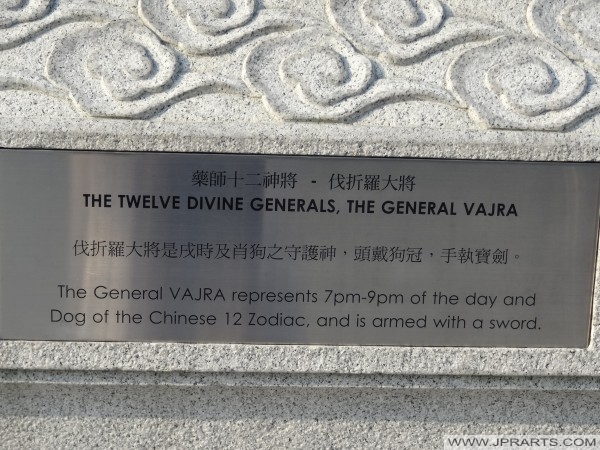 藥師十二神將 - 伐折羅大將
THE TWELVE DIVINE GENERALS, THE GENERAL VAJRA
伐折羅大將是戌時及肖狗之守護神，頭戴狗冠，手執寶劍。
The General VAJRA represents 7pm-9pm of the day and
Dog of the Chinese 12 Zodiac, and is armed with a sword.
WWW.JPRARTS.COM